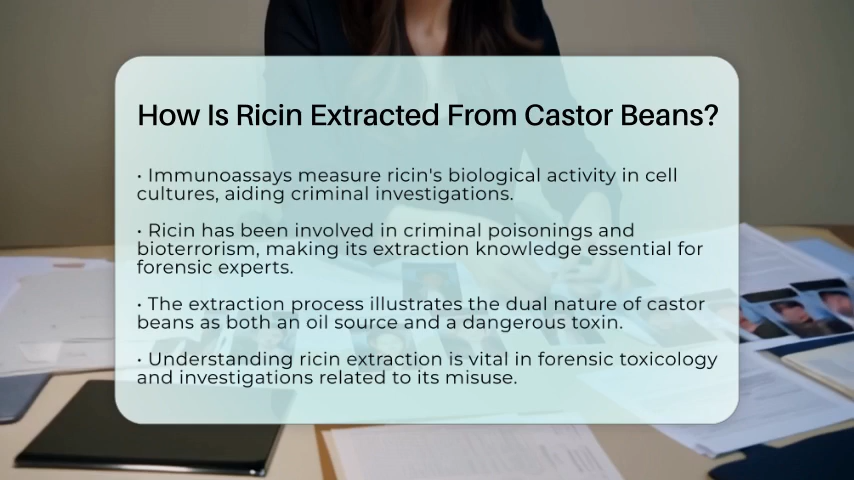 How Is Ricin Extracted From Castor Beans?
• Immunoassays measure ricin's biological activity in cell
cultures, aiding criminal investigations.
• Ricin has been involved in criminal poisonings and
bioterrorism, making its extraction knowledge essential for
forensic experts.
• The extraction process illustrates the dual nature of castor
beans as both an oil source and a dangerous toxin.
• Understanding ricin extraction is vital in forensic toxicology
and investigations related to its misuse.